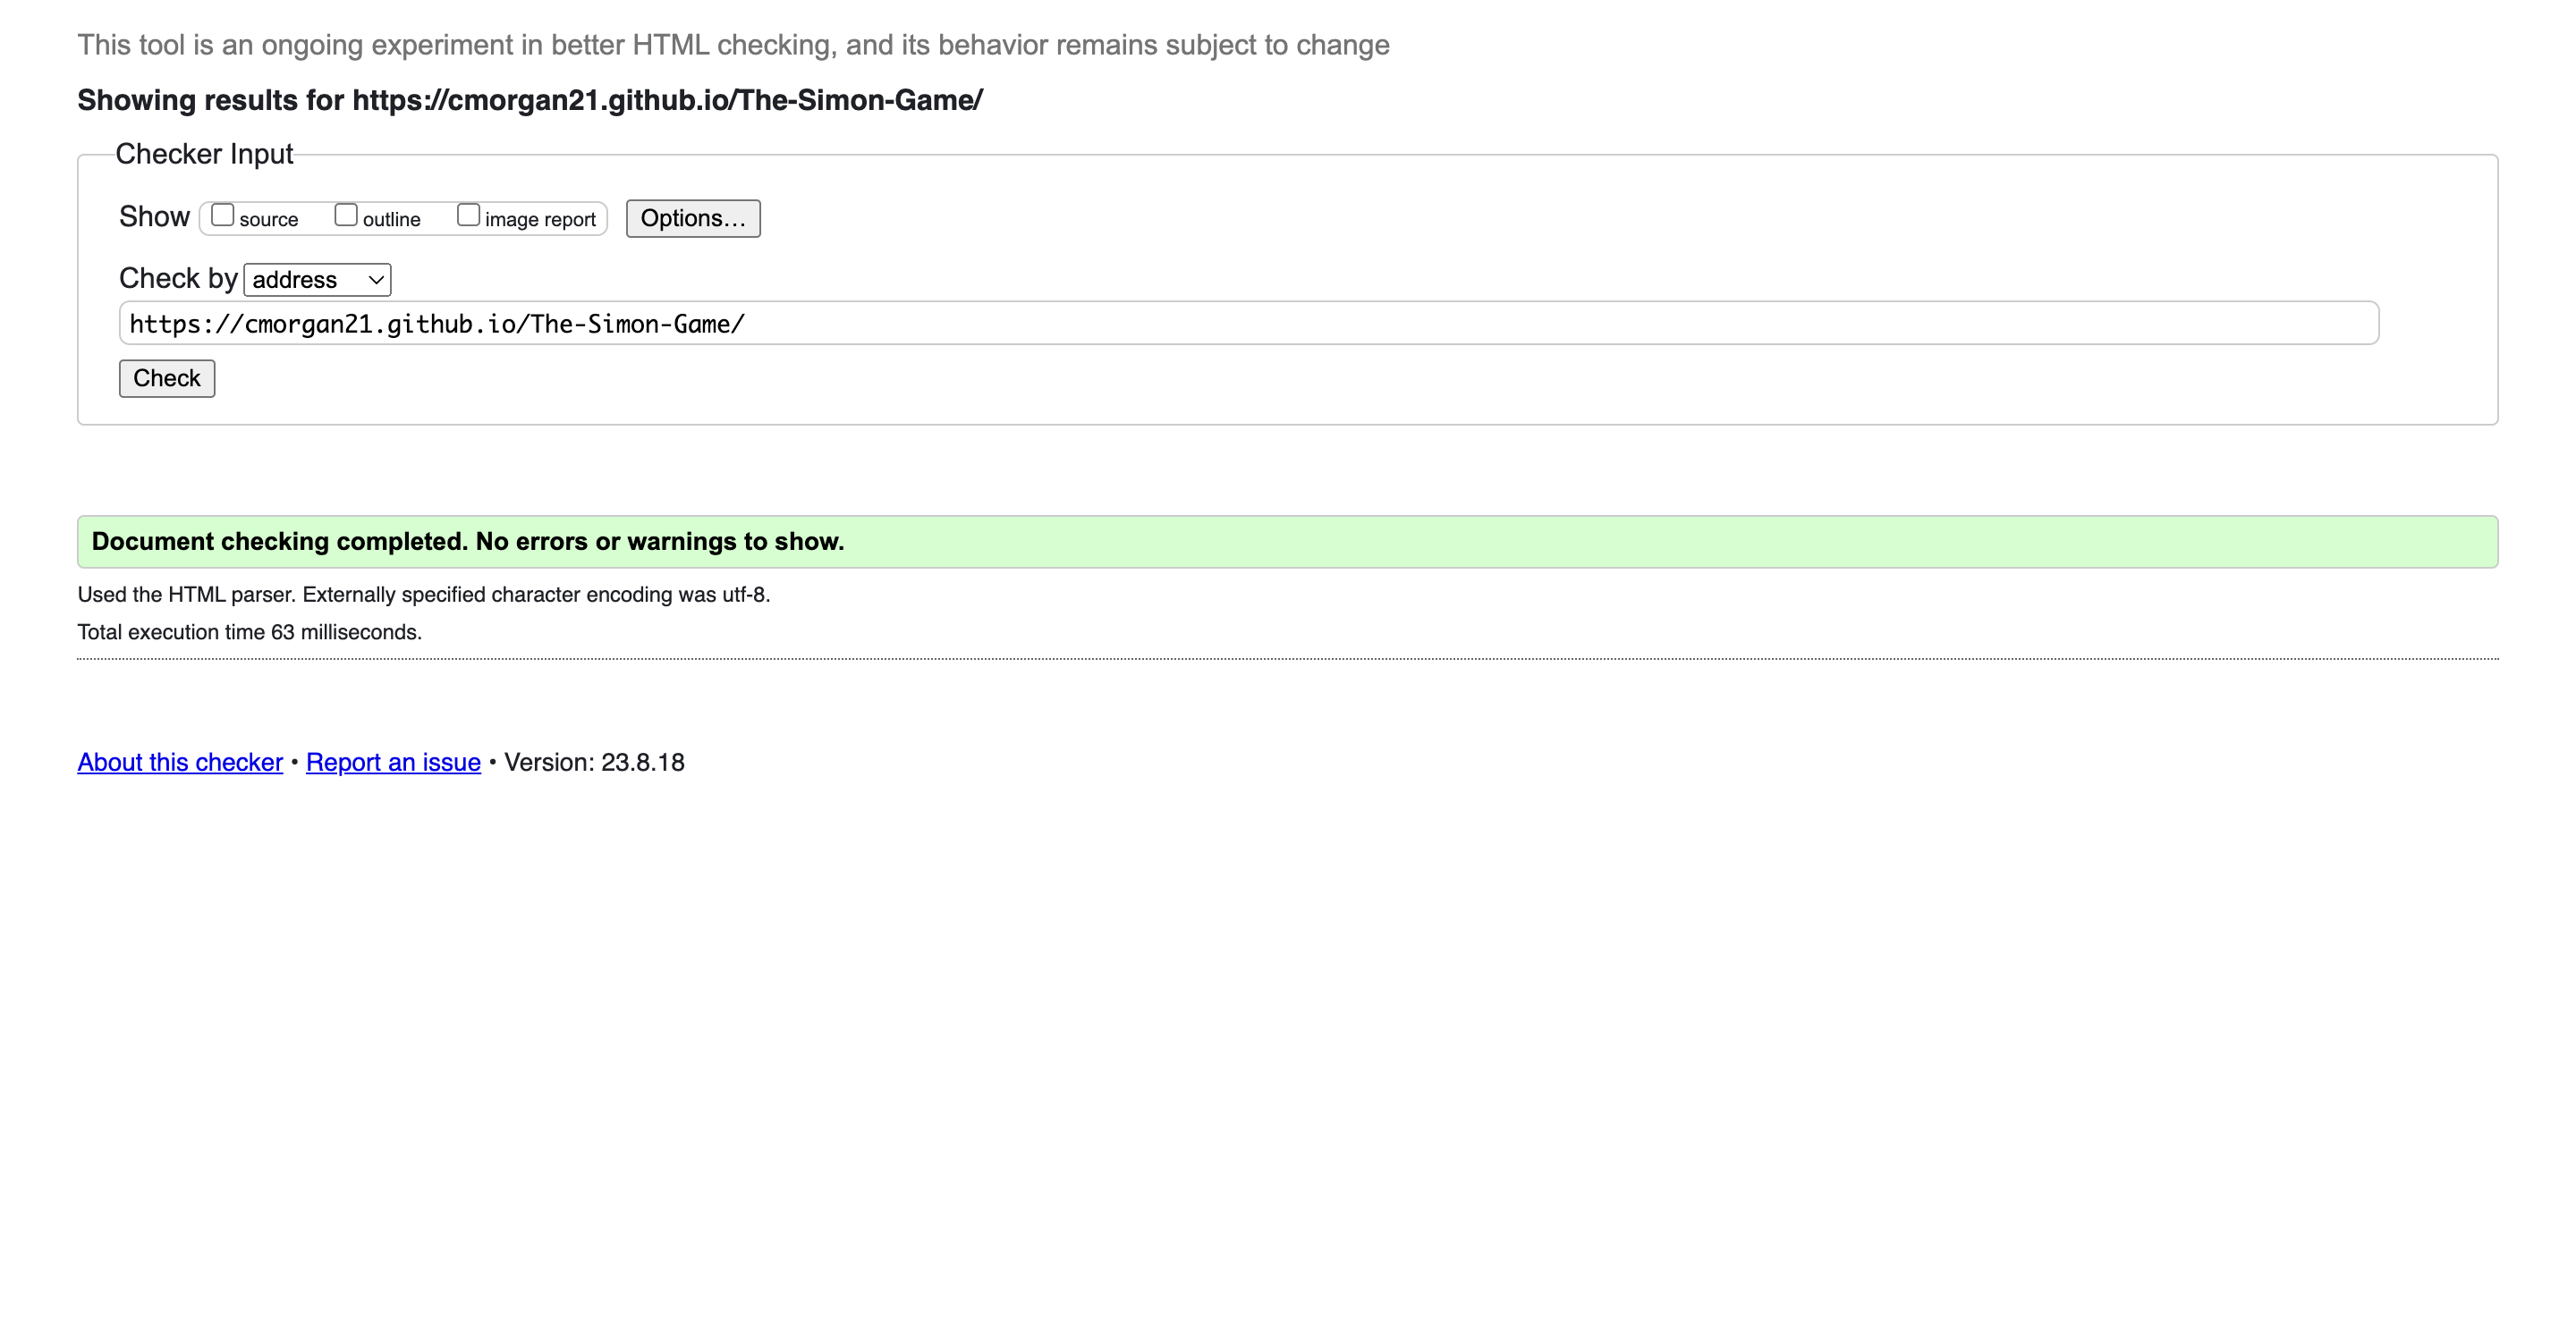 This tool is an ongoing experiment in better HTML checking, and its behavior remains subject to change
Showing results for https://cmorgan21.github.io/The-Simon-Game/
Checker Input
Show source outline image report Options...
Check by address
https://cmorgan21.github.io/The-Simon-Game/
Check
Document checking completed. No errors or warnings to show.
Used the HTML parser. Externally specified character encoding was utf-8.
Total execution time 63 milliseconds.
About this checker • Report an issue • Version: 23.8.18